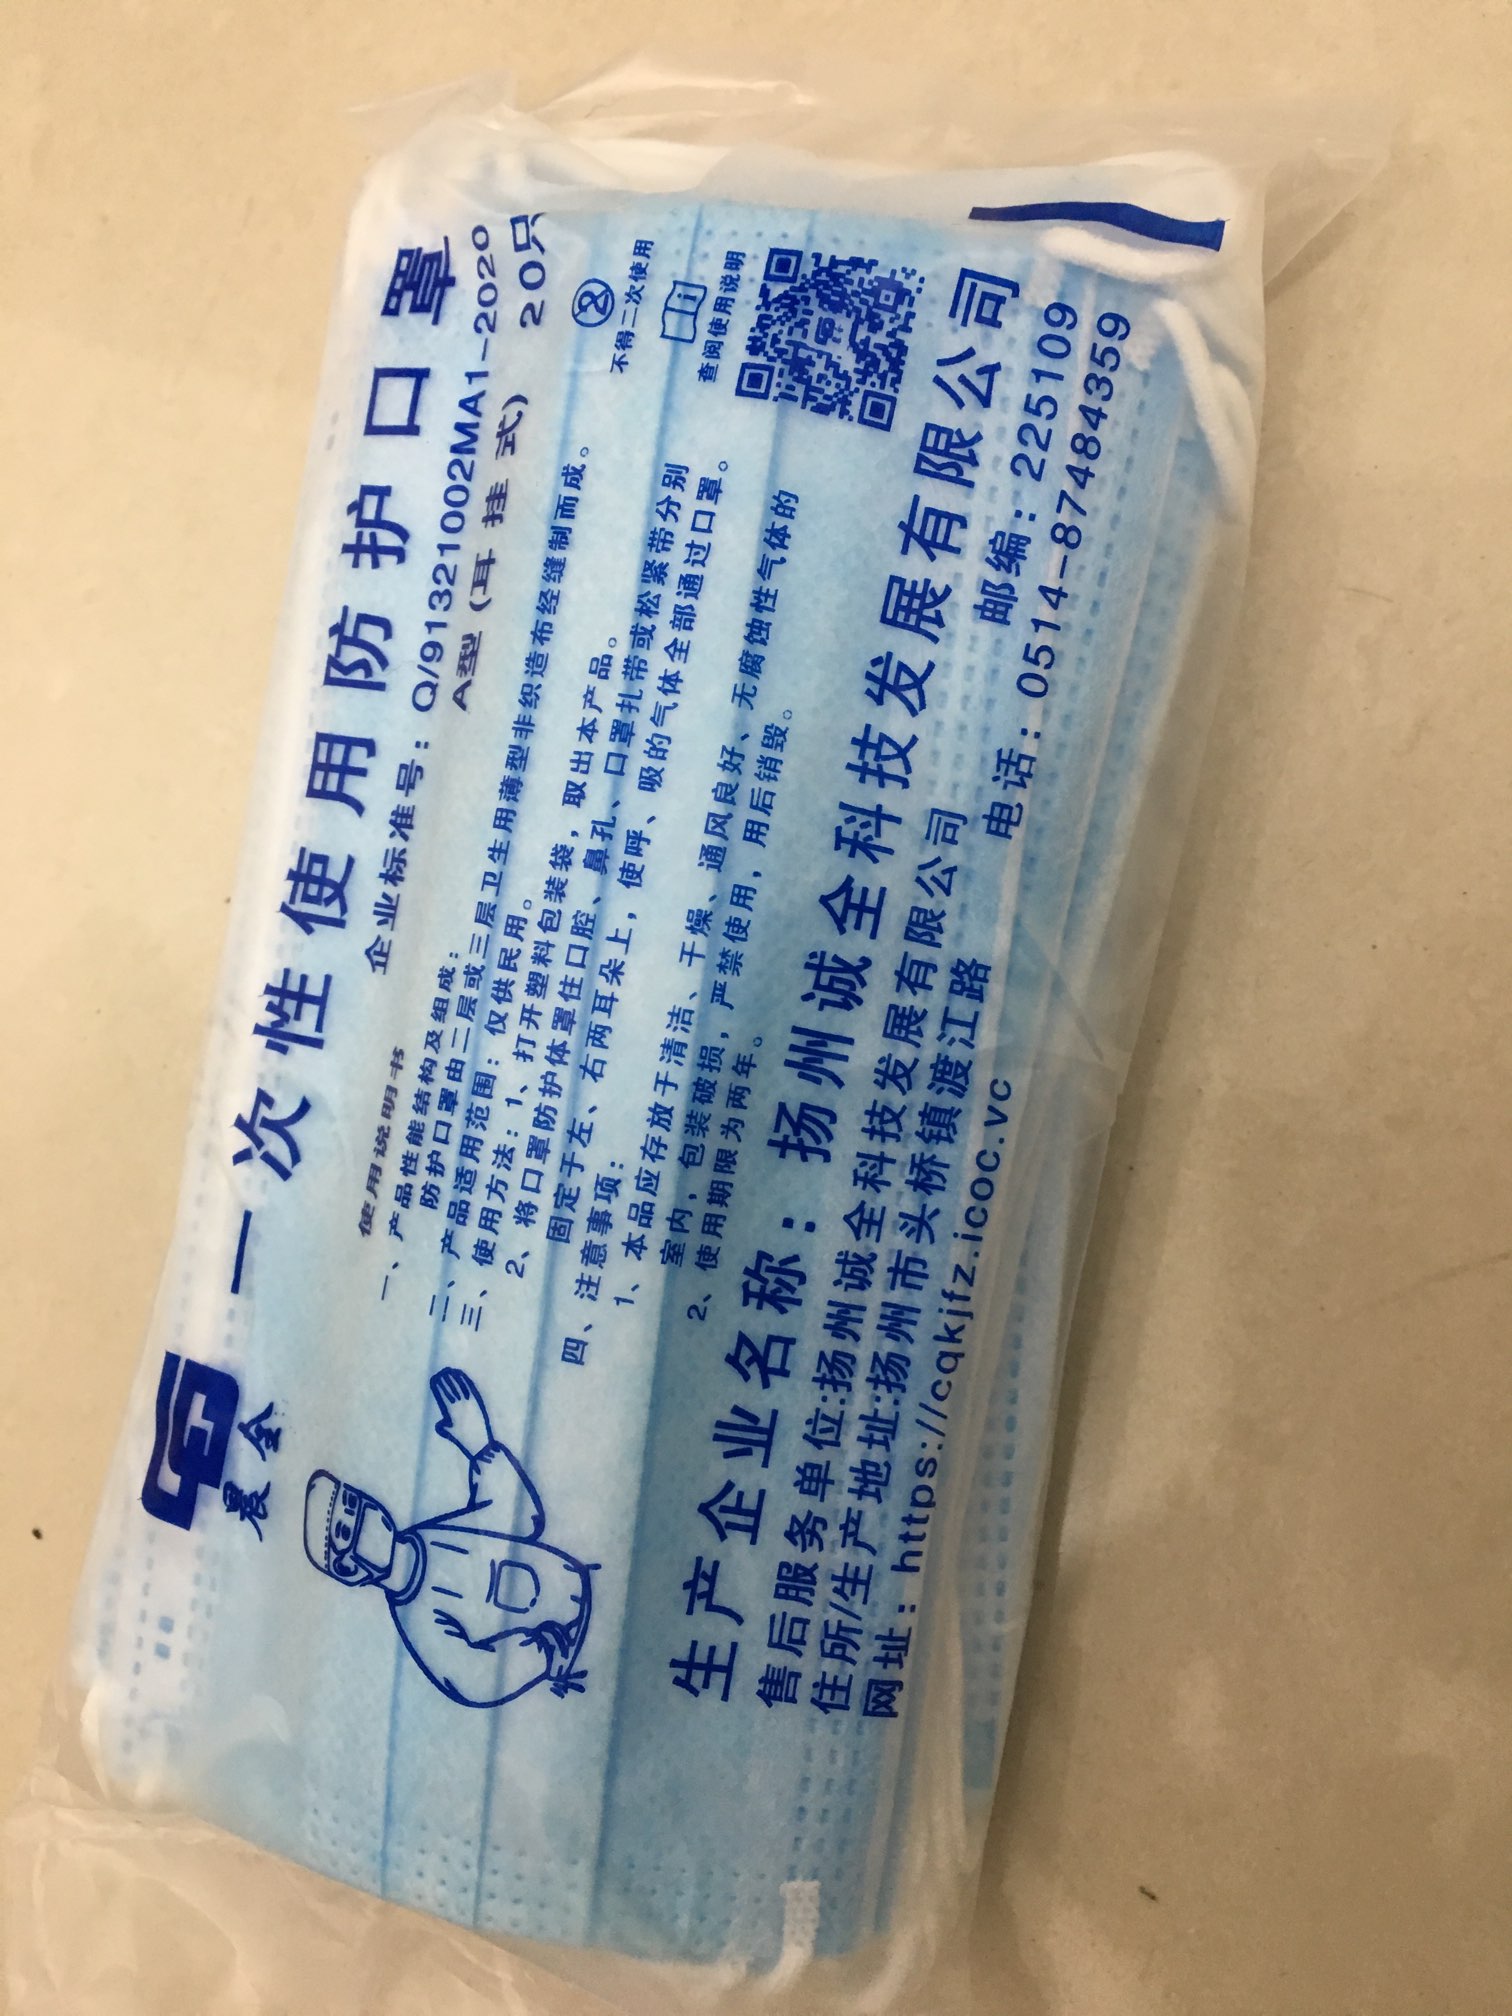 晨全
一次性使用防护口罩
企业标准号：Q/91321002MA1-2020
A型(耳挂式) 20只
使用说明书
一、产品性能结构及组成：
防护口罩由二层或三层卫生用薄型非织造布经缝制而成。
二、产品适用范围：仅供民用。
三、使用方法：1、打开塑料包装袋，取出本产品。
2、将口罩防护体罩住口腔、鼻孔、口罩扎带或松紧带分别
固定于左、右两耳朵上，使呼、吸的气体全部通过口罩。
四、注意事项：
1、本品应存放于清洁、干燥、通风良好、无腐蚀性气体的
室内，包装破损，严禁使用，用后销毁。
2、使用期限为两年。
不得二次使用
查阅使用说明
生产企业名称：扬州诚全科技发展有限公司
售后服务单位:扬州诚全科技发展有限公司 邮编：225109
住所/生产地址:扬州市头桥镇渡江路 电话：0514-87484359
网址：https://cqkjfz.icoc.vc